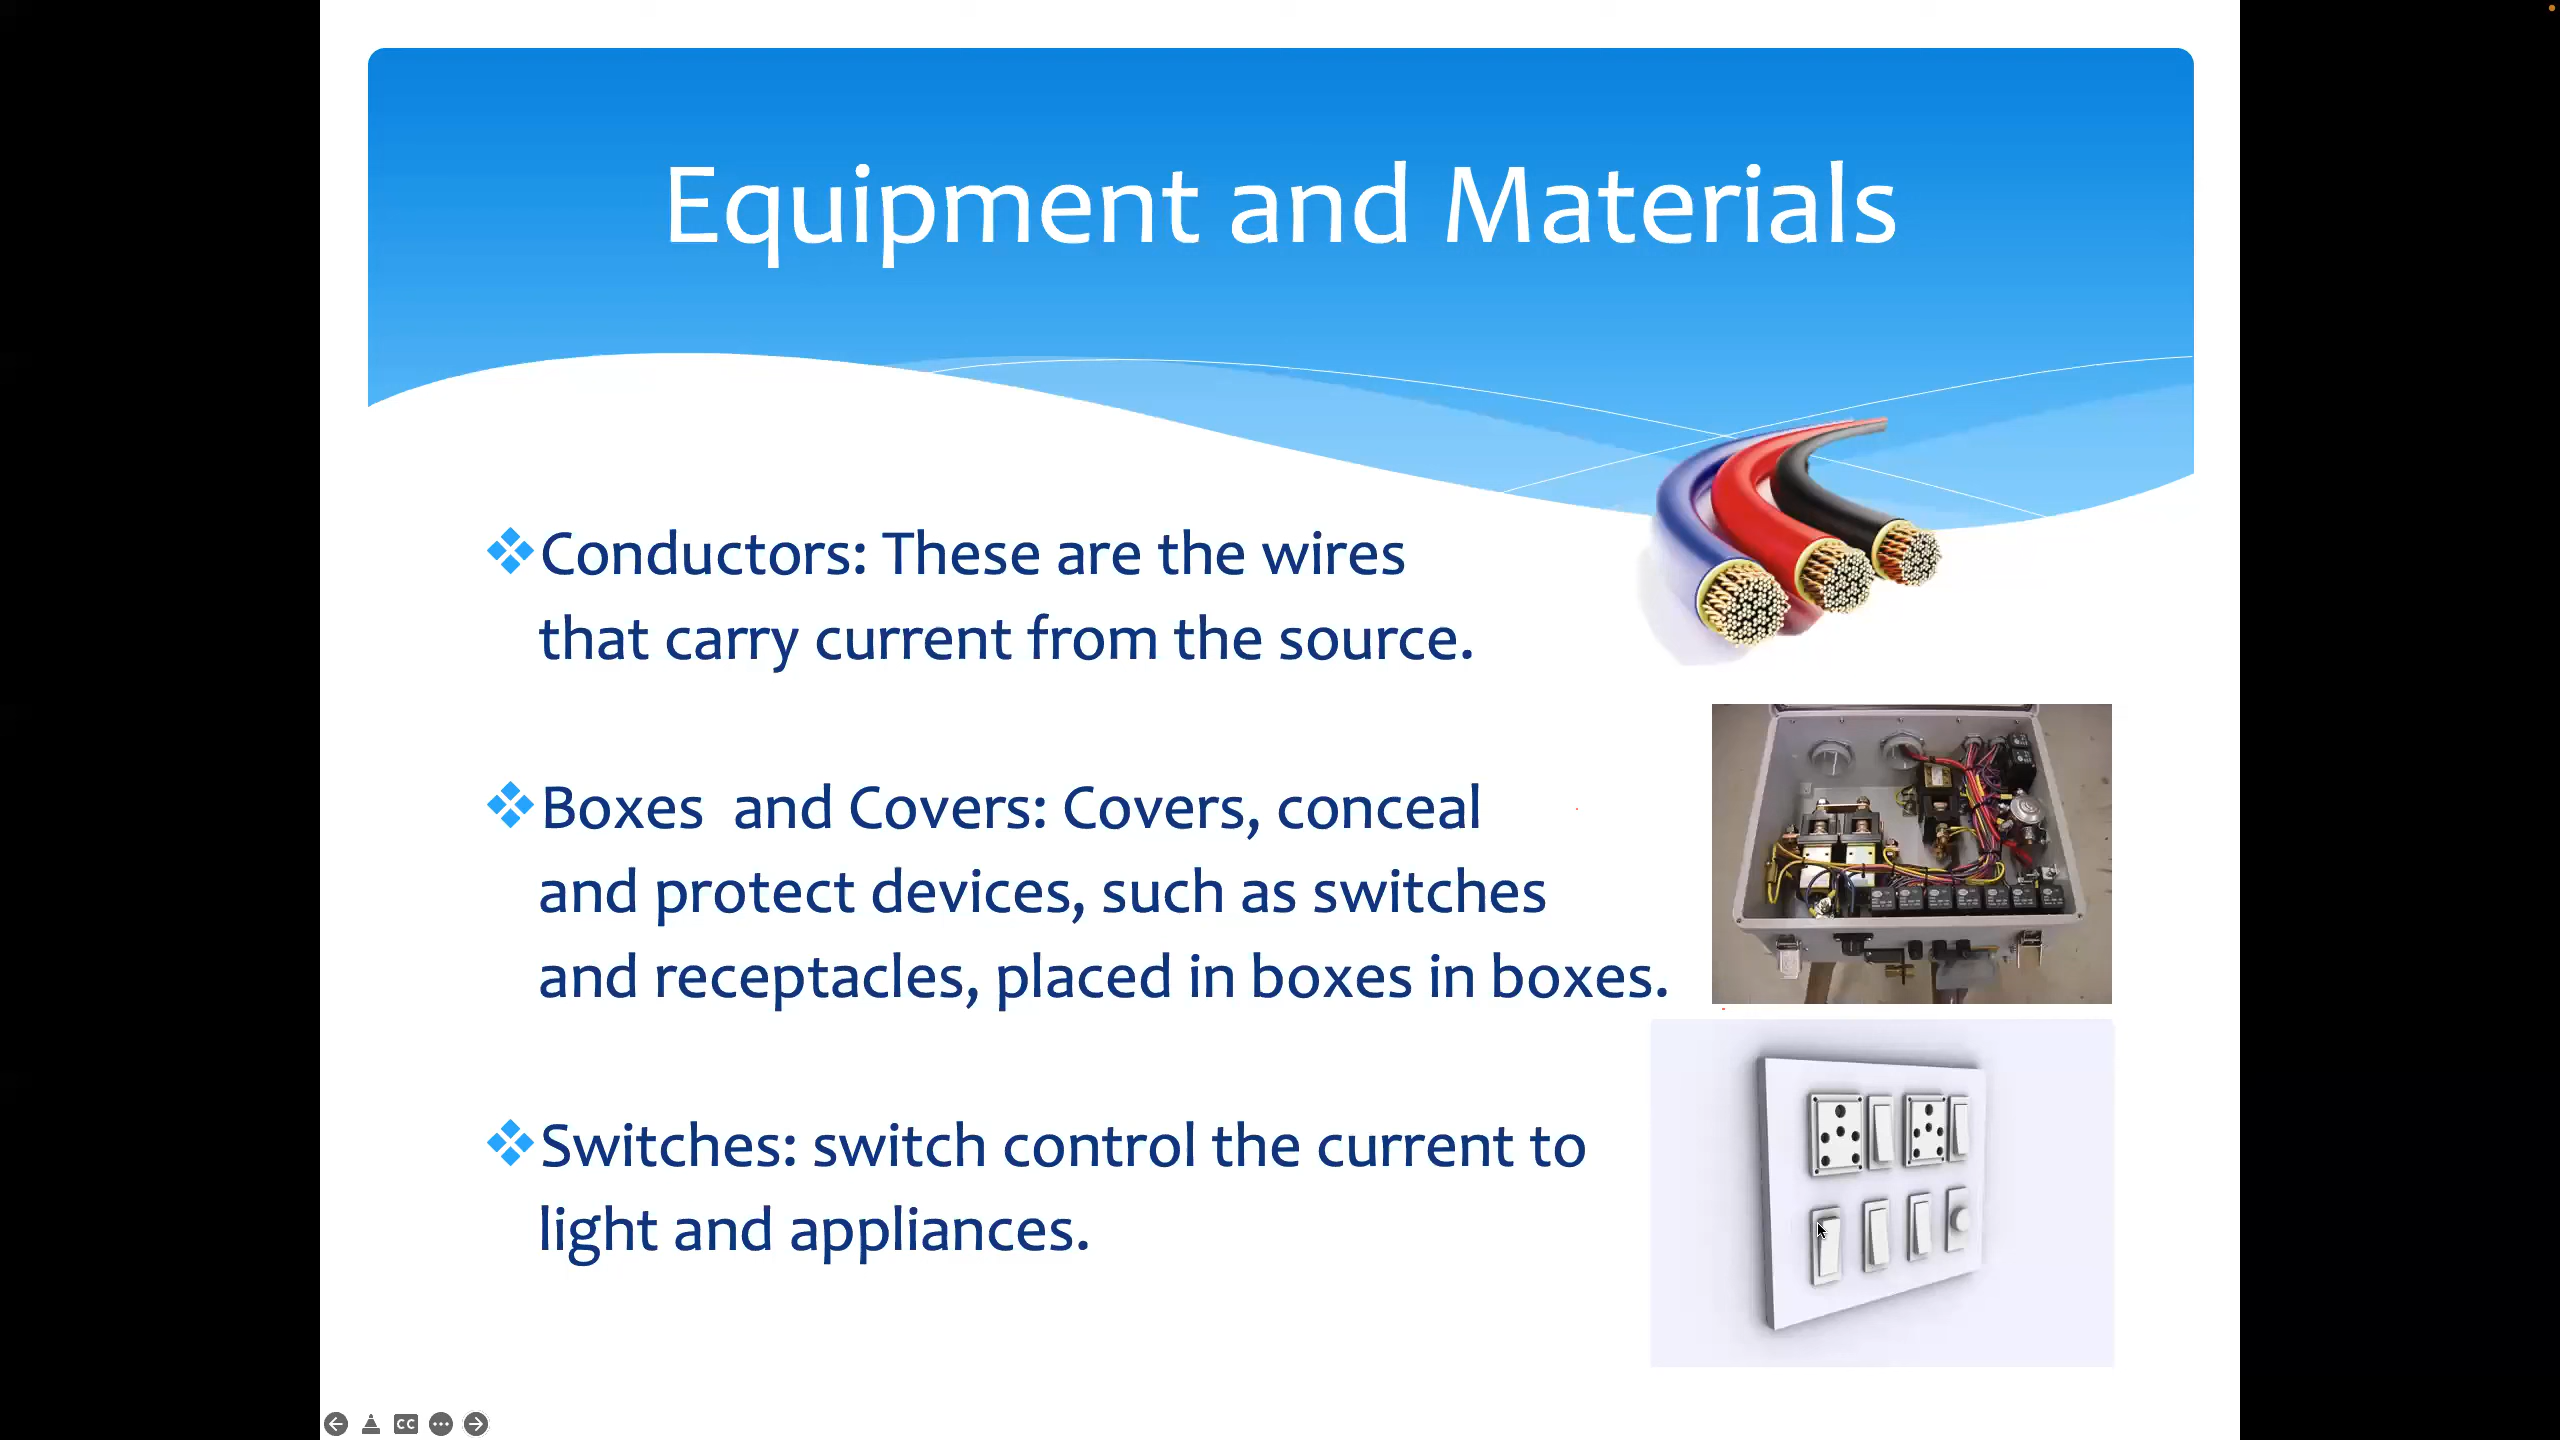 Equipment and Materials
Conductors: These are the wires
that carry current from the source.
Boxes  and Covers: Covers, conceal
and protect devices, such as switches
and receptacles, placed in boxes in boxes.
Switches: switch control the current to
light and appliances.
CC